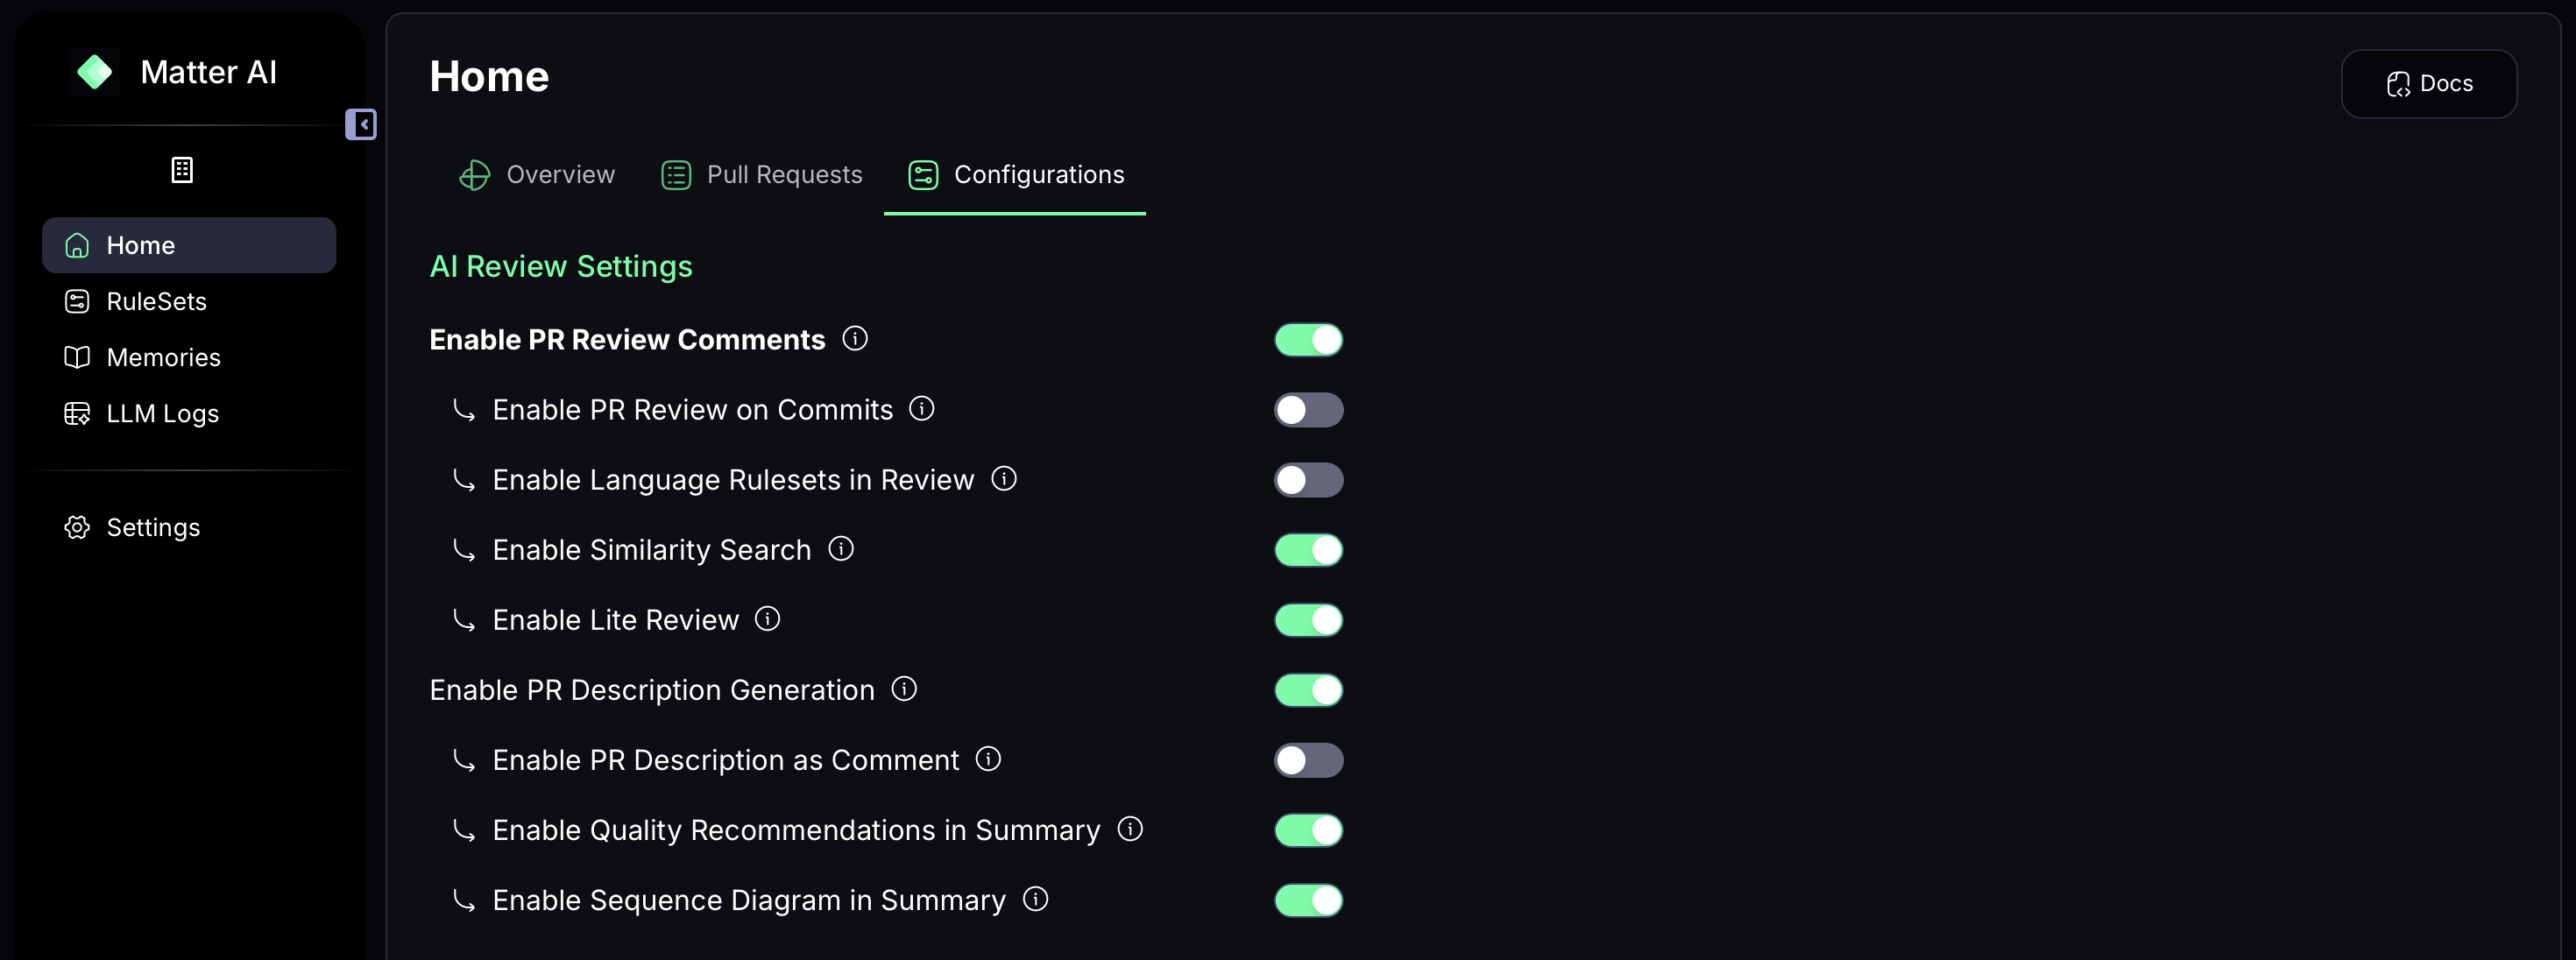 Matter AI
Home
RuleSets
Memories
LLM Logs
Settings
Home
Docs
Overview
Pull Requests
Configurations
AI Review Settings
Enable PR Review Comments
Enable PR Review on Commits
Enable Language Rulesets in Review
Enable Similarity Search
Enable Lite Review
Enable PR Description Generation
Enable PR Description as Comment
Enable Quality Recommendations in Summary
Enable Sequence Diagram in Summary